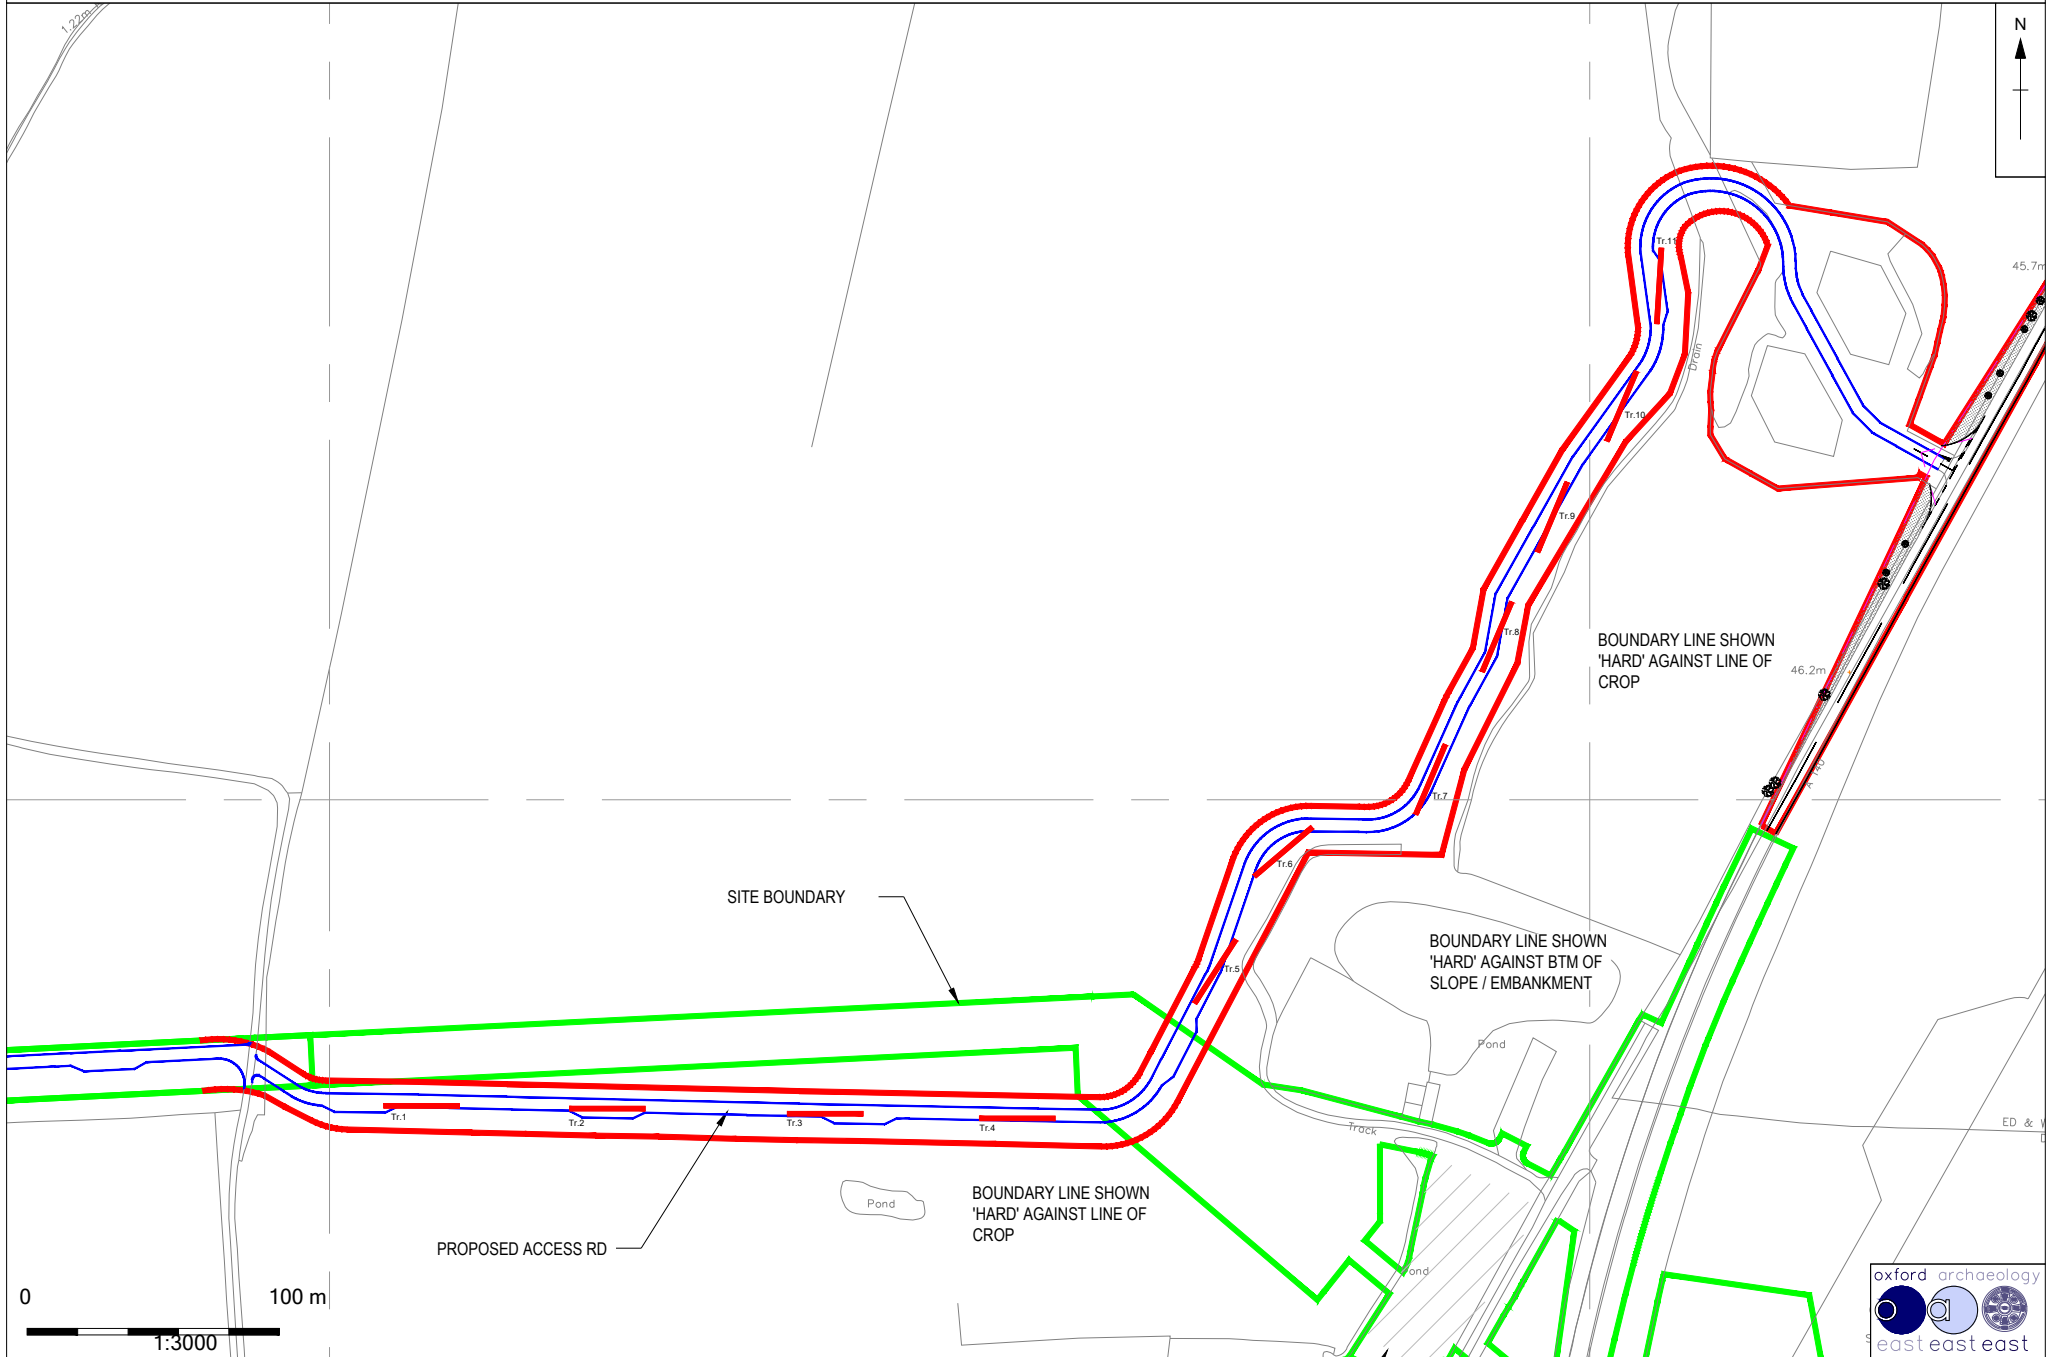 1.22m
N
Tr.11
45.7m
Drain
Tr.10
Tr.9
Tr.8
BOUNDARY LINE SHOWN
'HARD' AGAINST LINE OF
CROP
46.2m
A 140
Tr.7
Tr.6
SITE BOUNDARY
BOUNDARY LINE SHOWN
'HARD' AGAINST BTM OF
SLOPE / EMBANKMENT
Tr.5
Pond
Tr.1
Tr.2
Tr.3
Tr.4
Track
ED & W
Pond
BOUNDARY LINE SHOWN
'HARD' AGAINST LINE OF
CROP
PROPOSED ACCESS RD
Pond
0
100 m
1:3000
oxford archaeology
o a
east east east